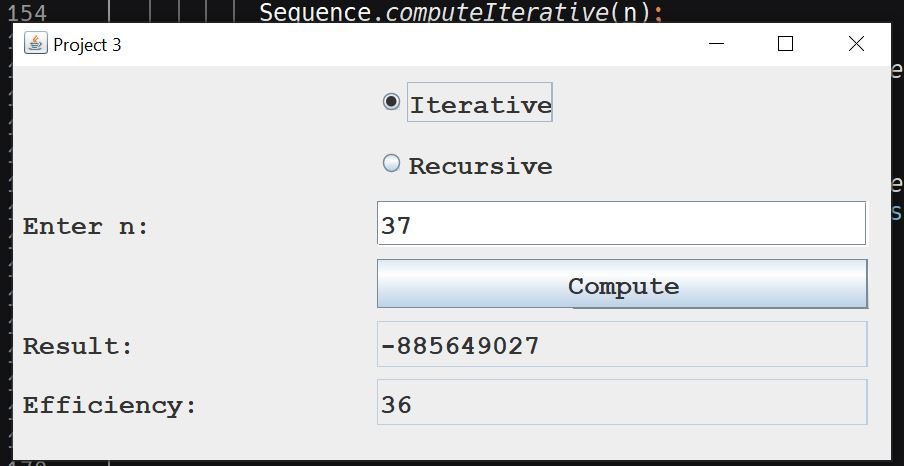 154 Sequence.computeIterative(n);
Project 3
Iterative
Recursive
Enter n: 37
Compute
Result: -885649027
Efficiency: 36